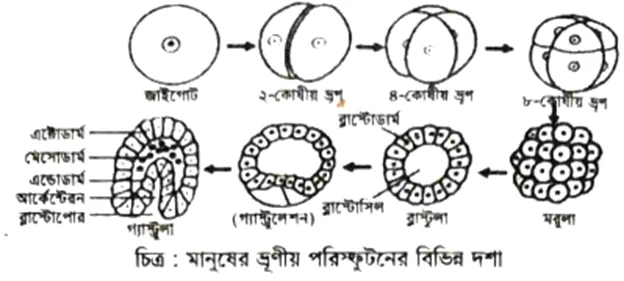 জাইগোট
২-কোষীয় ভ্রূণ
৪-কোষীয় ভ্রূণ
৮-কোষীয় ভ্রূণ
এক্টোডার্ম
মেসোডার্ম
এন্ডোডার্ম
আর্কেন্টেরন
ব্লাস্টোপোর
গ্যাস্ট্রুলা
(গ্যাস্ট্রুলেশন)
ব্লাস্টোডার্ম
ব্লাস্টোসিল
ব্লাস্টুলা
মরুলা
চিত্র : মানুষের ভ্রূণীয় পরিস্ফুটনের বিভিন্ন দশা